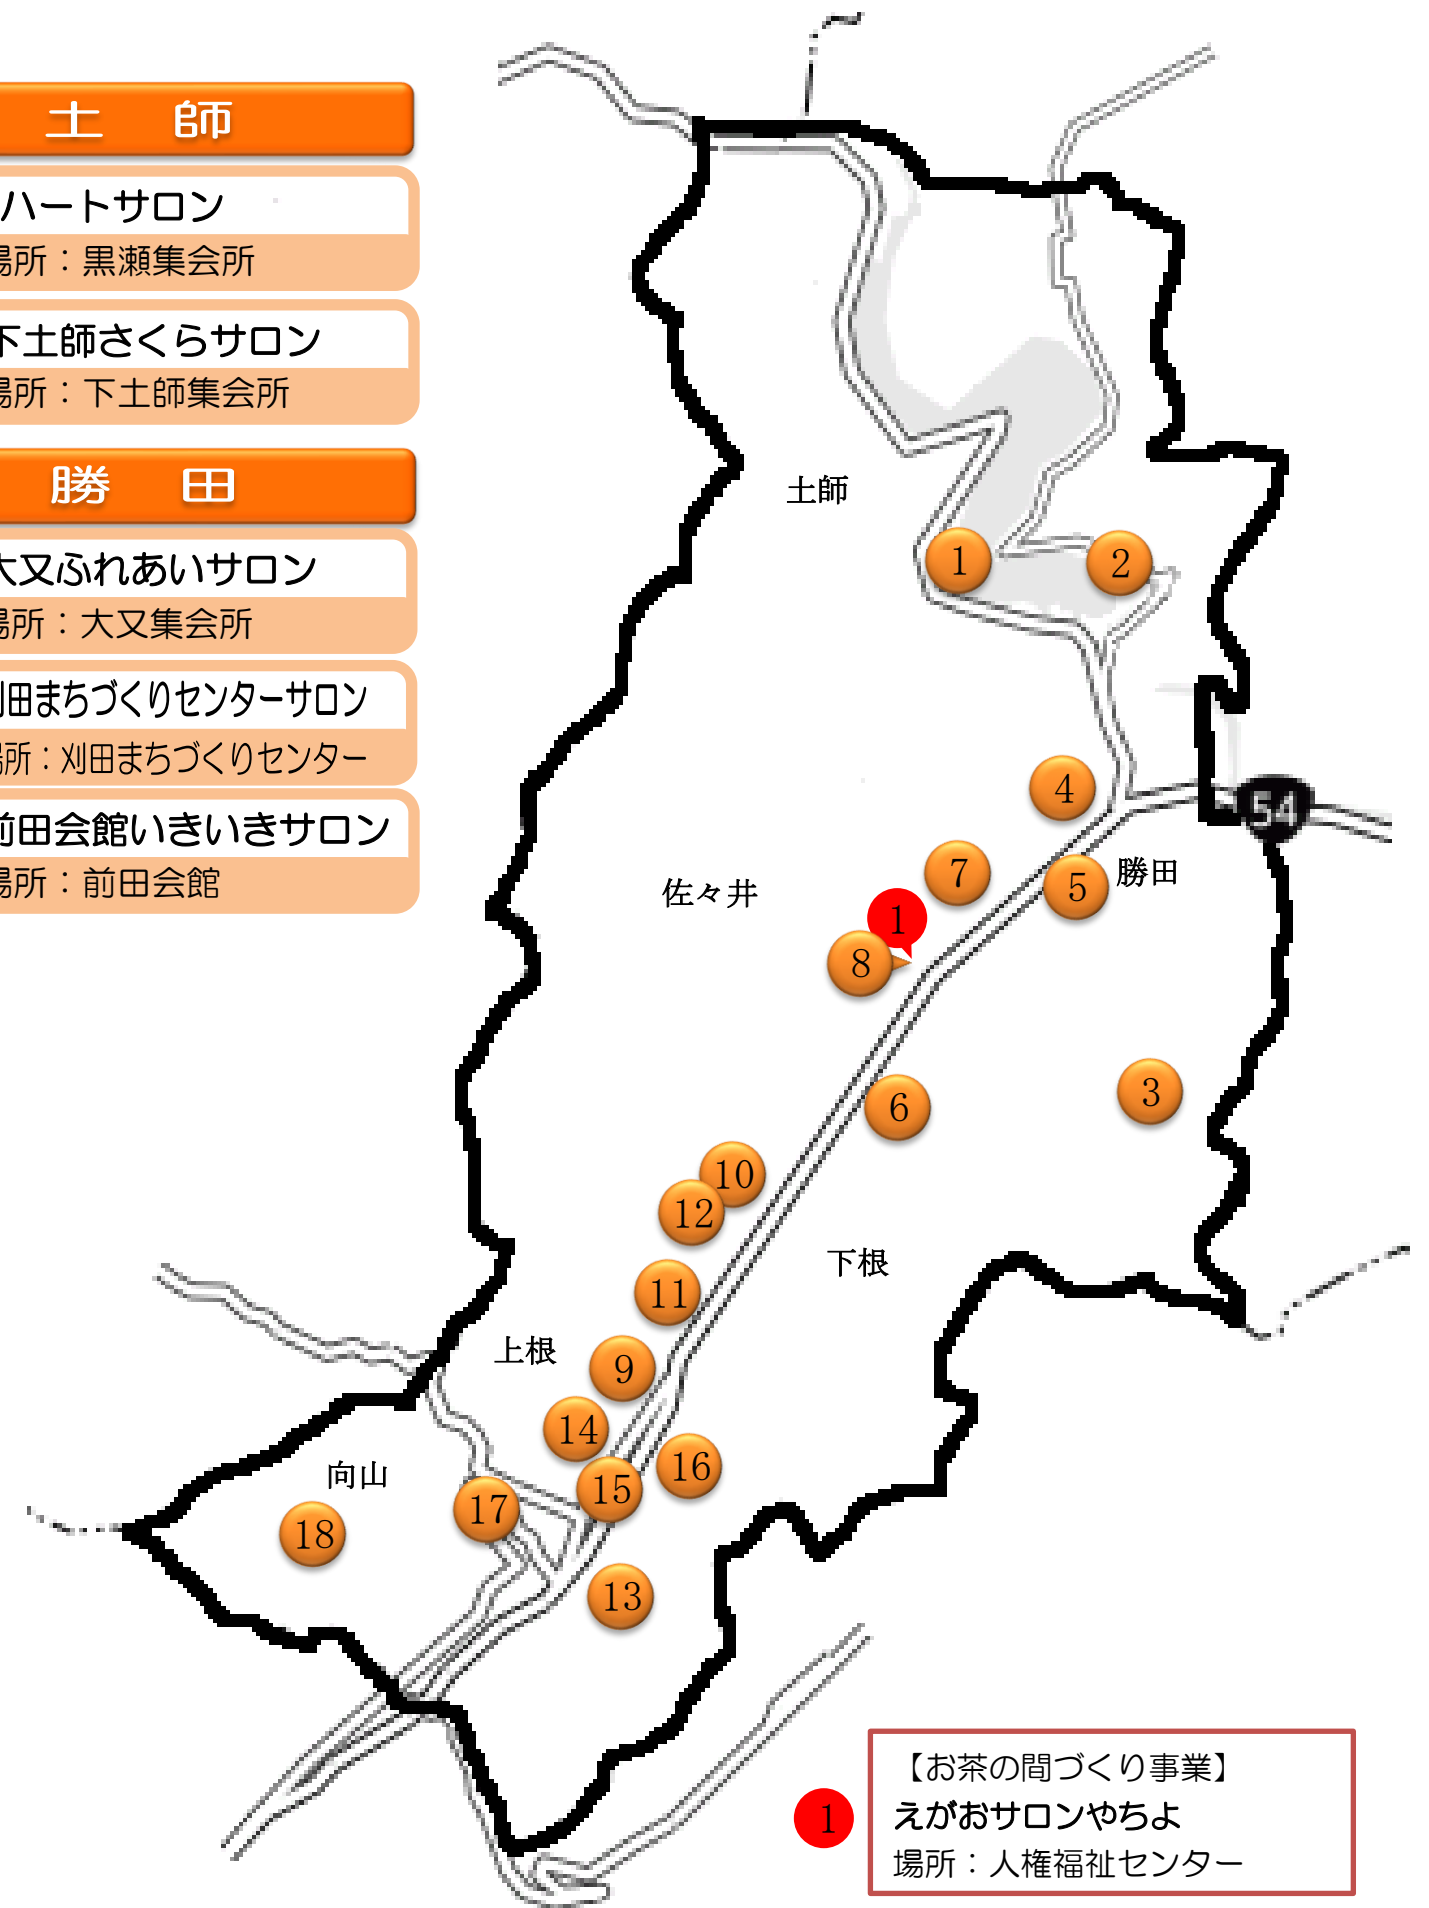 土　師
ハートサロン
場所：黒瀬集会所
下土師さくらサロン
場所：下土師集会所
勝　田
大又ふれあいサロン
場所：大又集会所
刈田まちづくりセンターサロン
場所：刈田まちづくりセンター
前田会館いきいきサロン
場所：前田会館
土師
1
2
54
4
勝田
7
5
佐々井
1
8
3
6
10
12
下根
11
上根
9
14
16
向山
15
17
18
13
1
【お茶の間づくり事業】
えがおサロンやちよ
場所：人権福祉センター